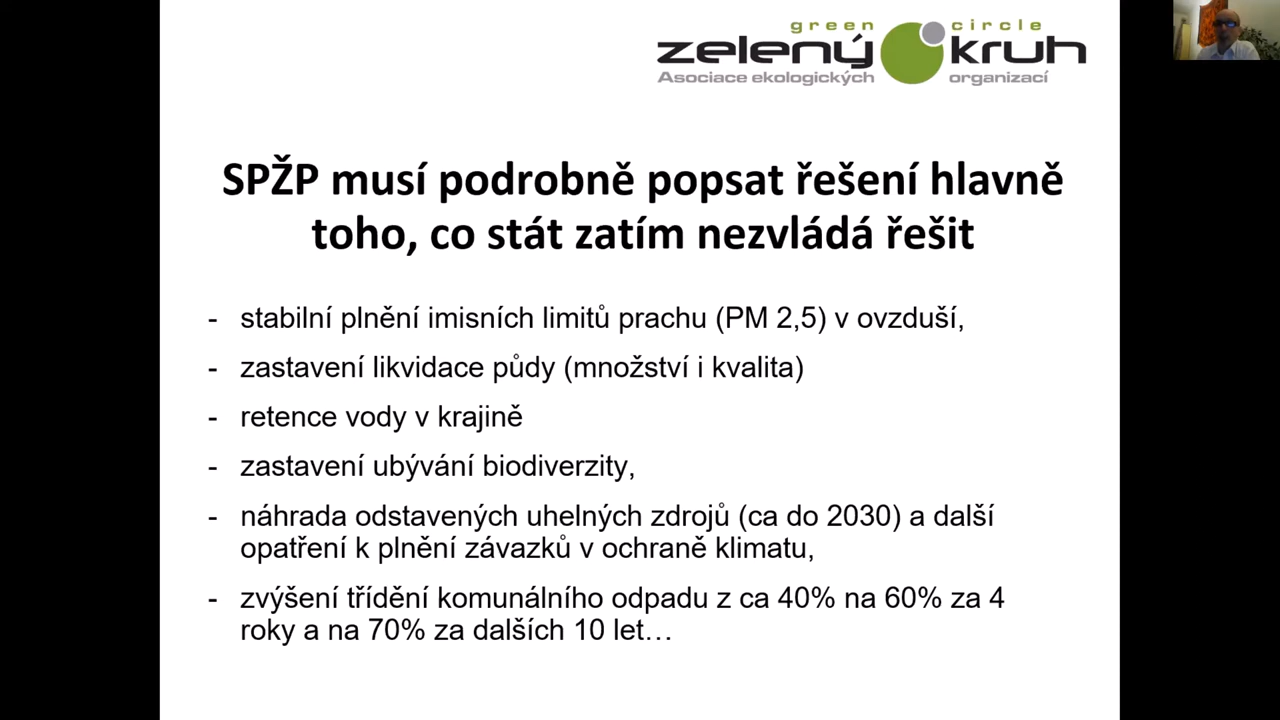 green circle
zelený kruh
Asociace ekologických organizací
SPŽP musí podrobně popsat řešení hlavně
toho, co stát zatím nezvládá řešit
- stabilní plnění imisních limitů prachu (PM 2,5) v ovzduší,
- zastavení likvidace půdy (množství i kvalita)
- retence vody v krajině
- zastavení ubývání biodiverzity,
- náhrada odstavených uhelných zdrojů (ca do 2030) a další
opatření k plnění závazků v ochraně klimatu,
- zvýšení třídění komunálního odpadu z ca 40% na 60% za 4
roky a na 70% za dalších 10 let…